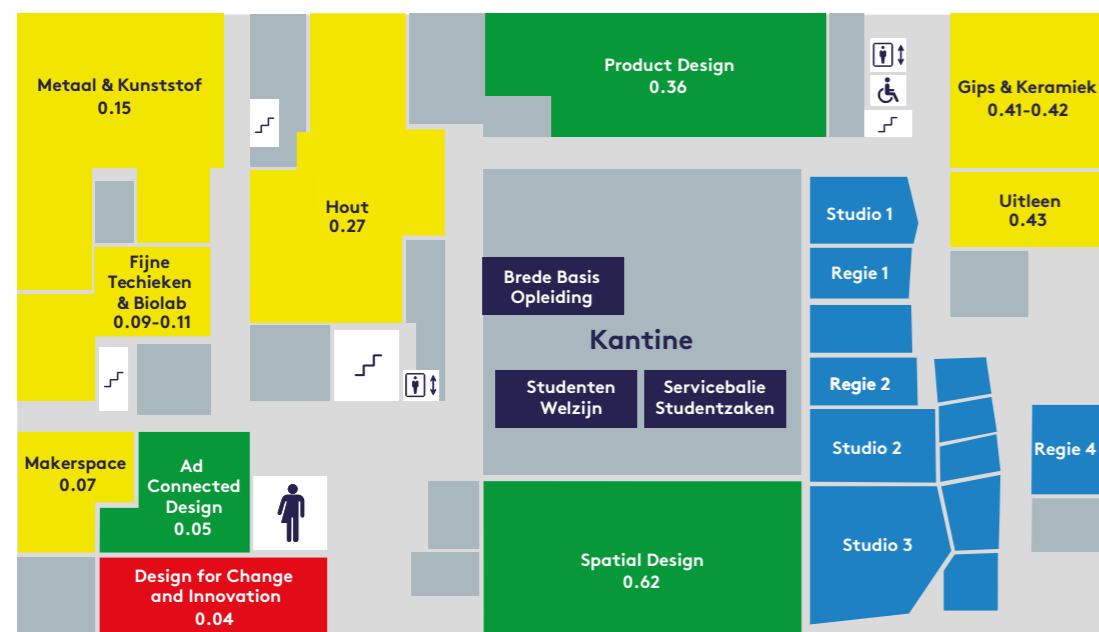 Metaal & Kunststof
0.15
Product Design
0.36
Gips & Keramiek
0.41-0.42
Hout
0.27
Studio 1
Uitleen
0.43
Fijne
Techieken
& Biolab
0.09-0.11
Brede Basis
Opleiding
Regie 1
Kantine
Studenten
Welzijn
Servicebalie
Studentzaken
Regie 2
Makerspace
0.07
Ad
Connected
Design
0.05
Studio 2
Regie 4
Studio 3
Design for Change
and Innovation
0.04
Spatial Design
0.62